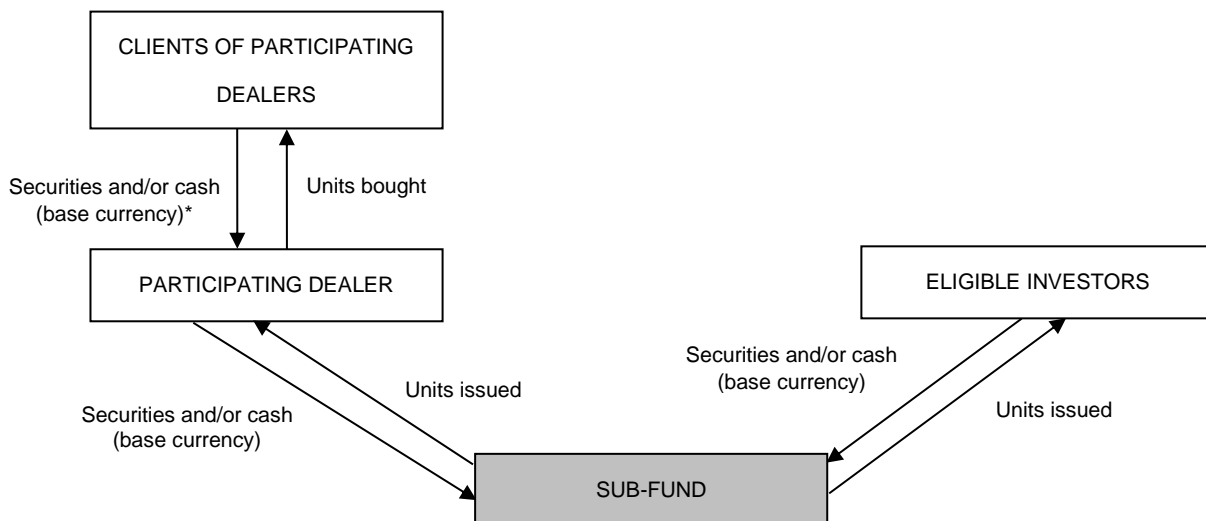 CLIENTS OF PARTICIPATING
DEALERS
Securities and/or cash
(base currency)*
Units bought
PARTICIPATING DEALER
ELIGIBLE INVESTORS
Securities and/or cash
(base currency)
Units issued
Securities and/or cash
(base currency)
Units issued
SUB-FUND